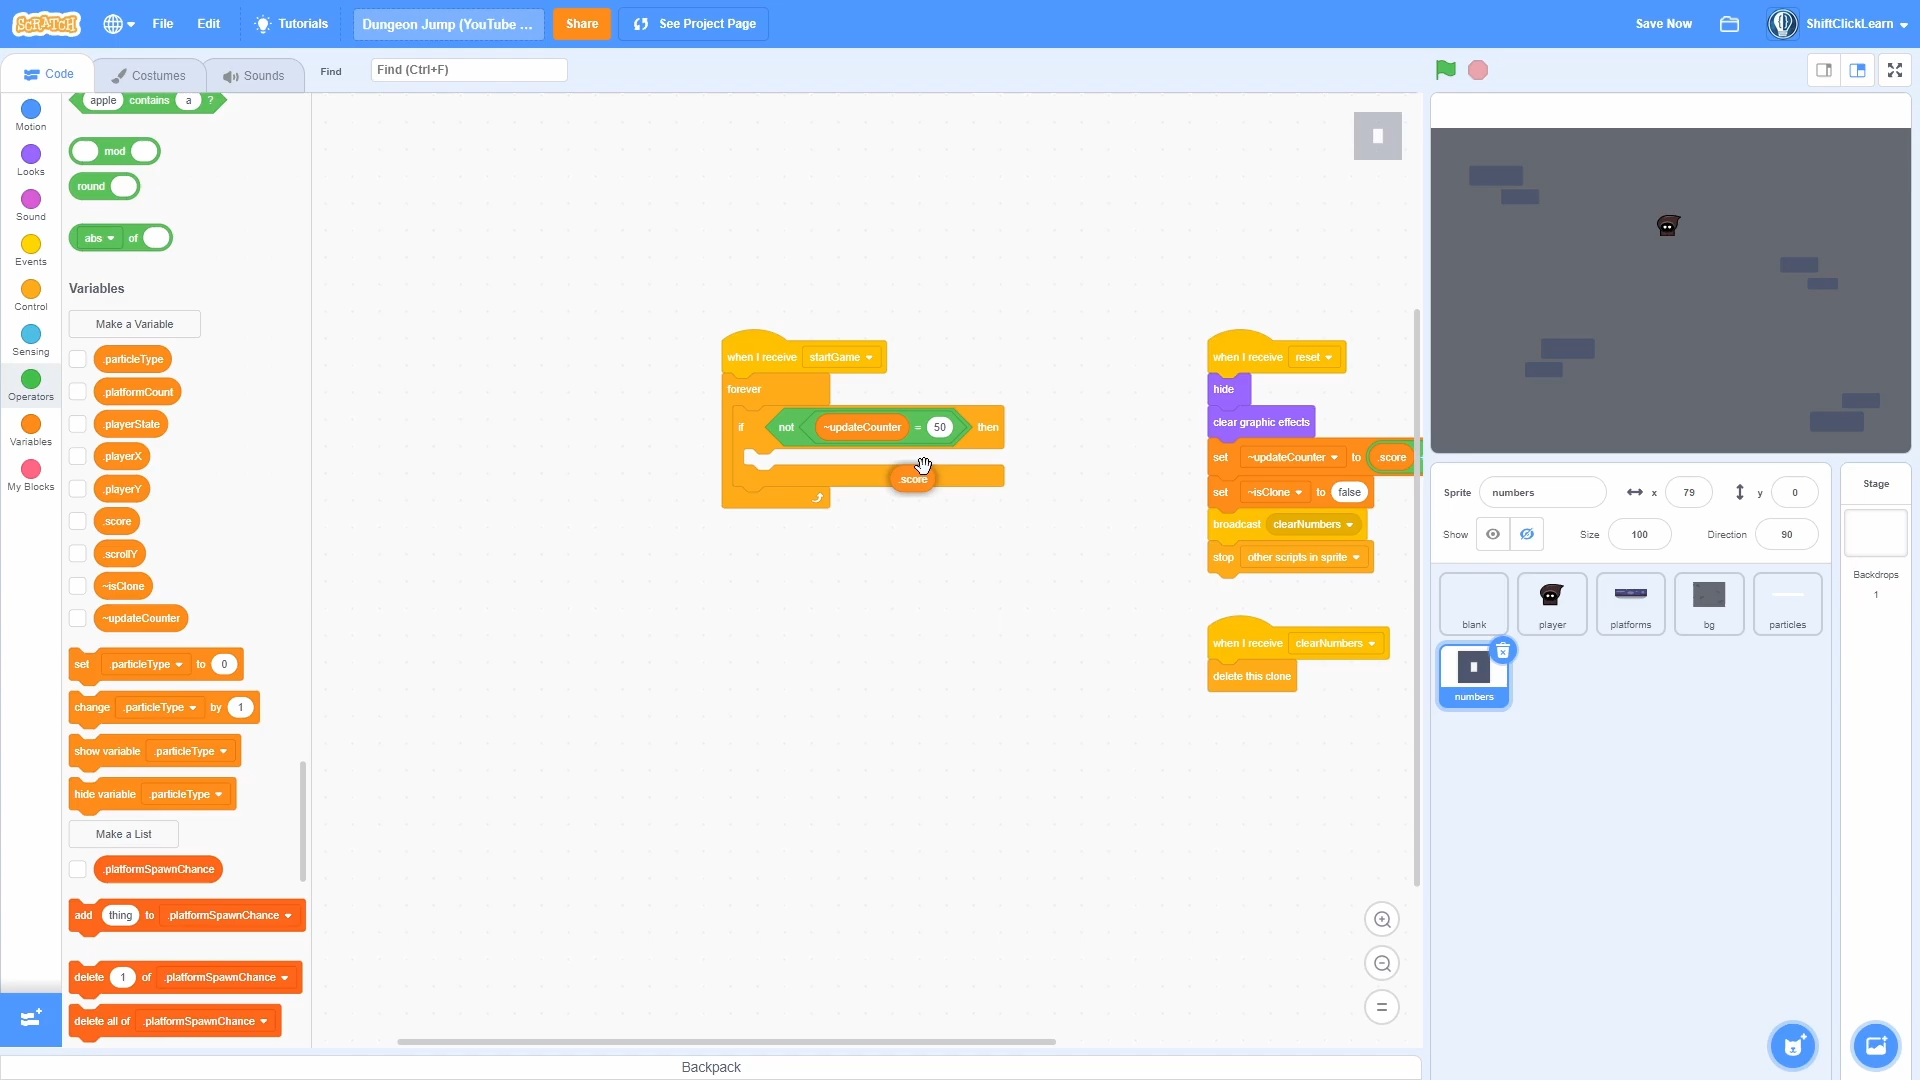 SCRATCH
File
Edit
Tutorials
Dungeon Jump (YouTube ...
Share
See Project Page
Save Now
ShiftClickLearn
Code
Costumes
Sounds
Find
Find (Ctrl+F)
Motion
Looks
Sound
Events
Control
Sensing
Operators
Variables
My Blocks
apple contains a ?
mod
round
abs of
Variables
Make a Variable
.particleType
.platformCount
.playerState
.playerX
.playerY
.score
.scrollY
~isClone
~updateCounter
set .particleType to 0
change .particleType by 1
show variable .particleType
hide variable .particleType
Make a List
.platformSpawnChance
add thing to .platformSpawnChance
delete 1 of .platformSpawnChance
delete all of .platformSpawnChance
when I receive startGame
forever
if not ~updateCounter = 50 then
.score
when I receive reset
hide
clear graphic effects
set ~updateCounter to .score
set ~isClone to false
broadcast clearNumbers
stop other scripts in sprite
when I receive clearNumbers
delete this clone
Sprite numbers x 79 y 0
Show Size 100 Direction 90
blank
player
platforms
bg
particles
numbers
Stage
Backdrops
1
Backpack